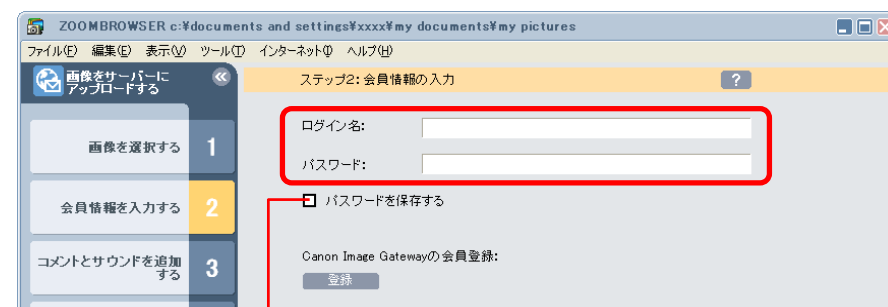 ZOOMBROWSER c:¥documents and settings¥xxxx¥my documents¥my pictures
ファイル(F) 編集(E) 表示(V) ツール(T) インターネット(I) ヘルプ(H)
画像をサーバーに
アップロードする
ステップ2: 会員情報の入力
?
ログイン名:
画像を選択する 1
パスワード:
パスワードを保存する
会員情報を入力する 2
Canon Image Gatewayの会員登録:
コメントとサウンドを追加
する 3
登録